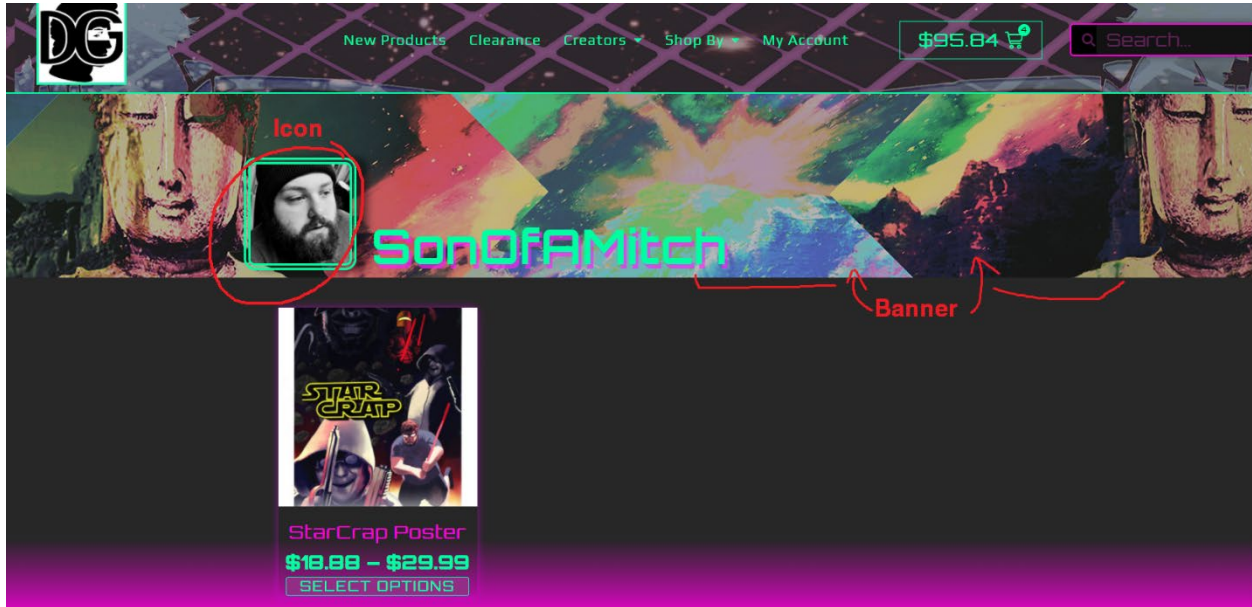 DG
New Products Clearance Creators Shop By My Account $95.84 4 Search...
Icon
SonOfAMitch
Banner
STAR
CRAP
StarCrap Poster
$18.88 – $29.99
SELECT OPTIONS